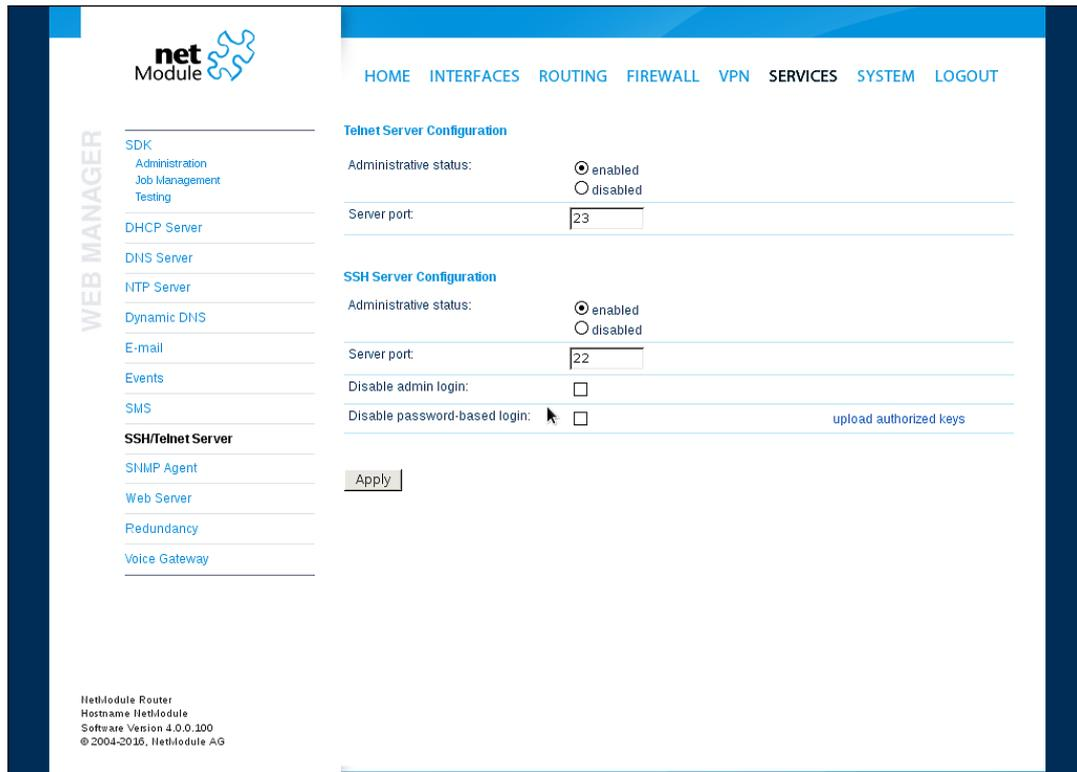 net
Module
HOME INTERFACES ROUTING FIREWALL VPN SERVICES SYSTEM LOGOUT
WEB MANAGER
SDK
Administration
Job Management
Testing
DHCP Server
DNS Server
NTP Server
Dynamic DNS
E-mail
Events
SMS
SSH/Telnet Server
SNMP Agent
Web Server
Redundancy
Voice Gateway
Telnet Server Configuration
Administrative status:
enabled
disabled
Server port: 23
SSH Server Configuration
Administrative status:
enabled
disabled
Server port: 22
Disable admin login:
Disable password-based login: upload authorized keys
Apply
NetModule Router
Hostname NetModule
Software Version 4.0.0.100
© 2004-2016, NetModule AG